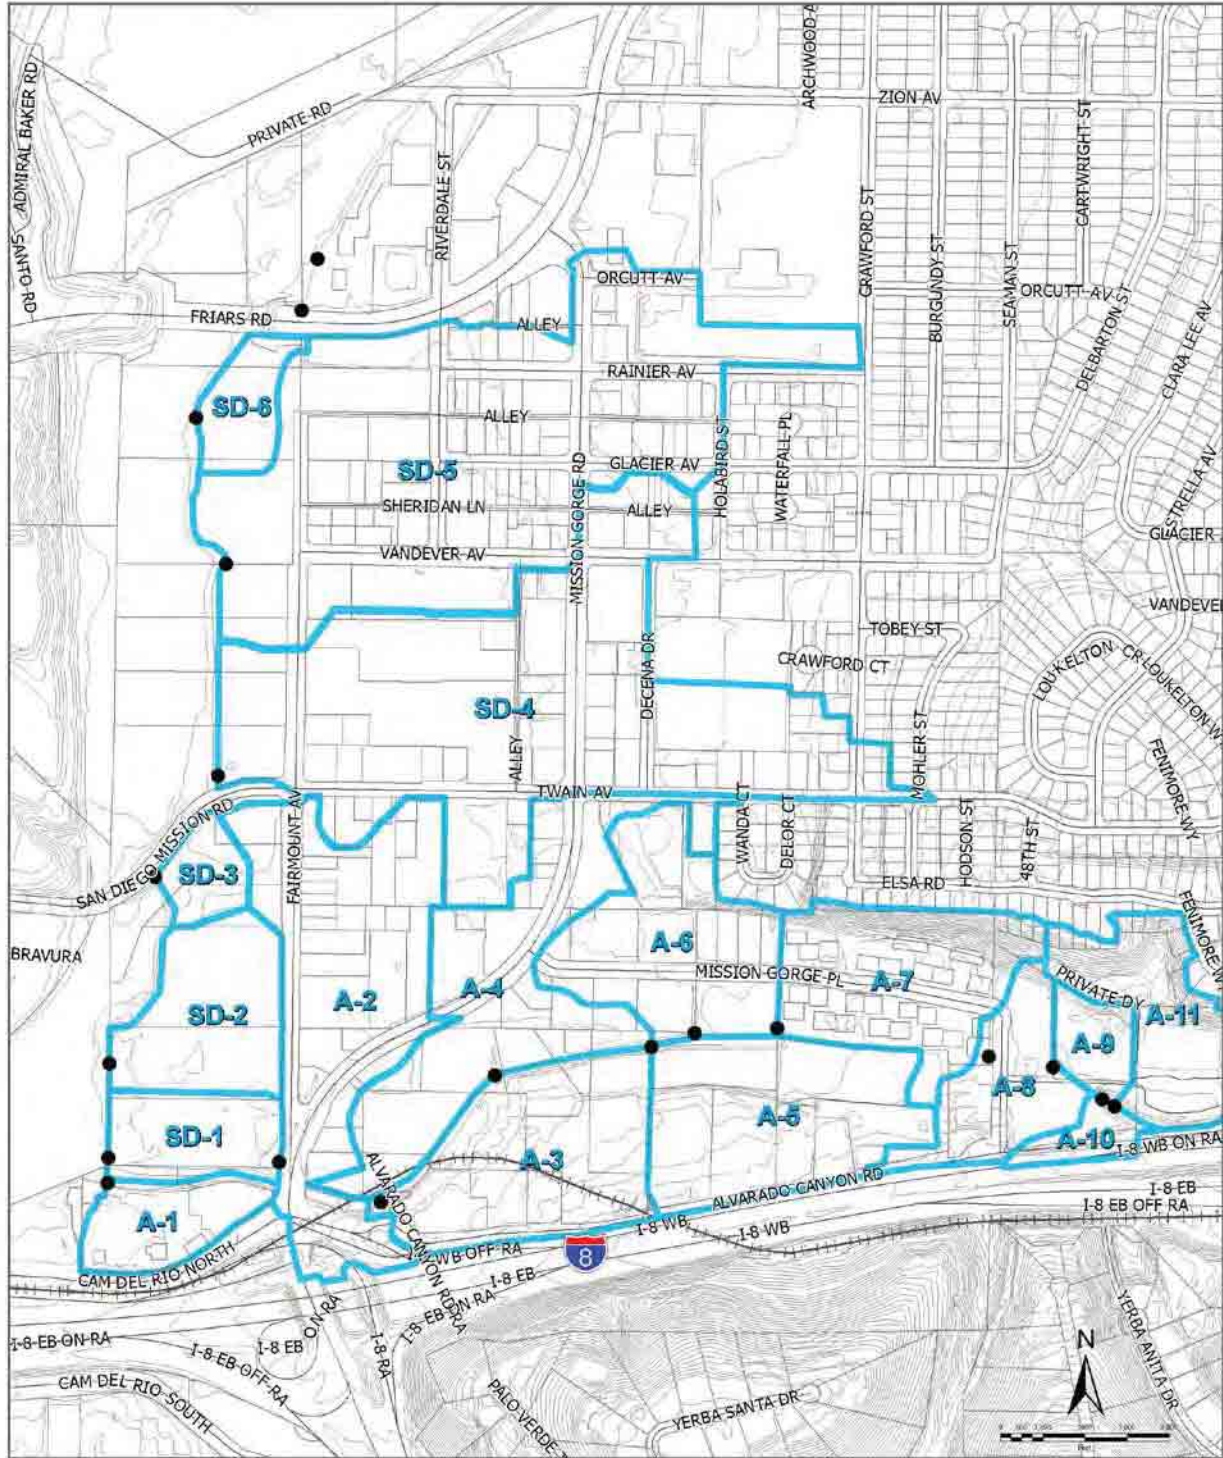 ARCHWOOD A
ZION AV
PRIVATE RD
SANTO RD
ADMIRAL BAKER RD
RIVERDALE ST
CRAWFORD ST
BURGUNDY ST
SEAMAN ST
CARTWRIGHT ST
ORCUTT AV
ORCUTT AV
FRIARS RD
ALLEY
DELBARTON ST
CLARA LEE AV
RAINIER AV
SD-6
ALLEY
HOLABIRD ST
WATERFALL PL
SD-5
GLACIER AV
MISSION GORGE RD
ESTRELLA AV
SHERIDAN LN
ALLEY
GLACIER
VANDEVER AV
VANDEVE
TOBEY ST
CRAWFORD CT
LOUKELTON
CR LOUKELTON W
DECENA DR
SD-4
ALLEY
MOHLER ST
FENIMORE WY
TWAIN AV
SAN DIEGO MISSION RD
FAIRMOUNT AV
WANDA CT
DELOR CT
HODSON ST
48TH ST
SD-3
ELSA RD
FENIMORE W
BRAVURA
A-6
MISSION GORGE PL
A-7
PRIVATE DY
A-4
A-2
SD-2
A-11
A-9
A-8
A-5
SD-1
A-10
I-8 WB ON RA
A-3
ALVARADO CANYON RD
I-8 EB
I-8 EB OFF RA
A-1
I-8 WB
I-8 WB
ALVARADO CANYON RD RA
WB OFF RA
8
CAM DEL RIO NORTH
I-8 EB
I-8 EB ON RA
ON RA
I-8 EB ON RA
I-8 EB
I-8 EB OFF RA
I-8 RA
CAM DEL RIO SOUTH
PALO VERDE
YERBA SANTA DR
YERBA ANITA DR
N